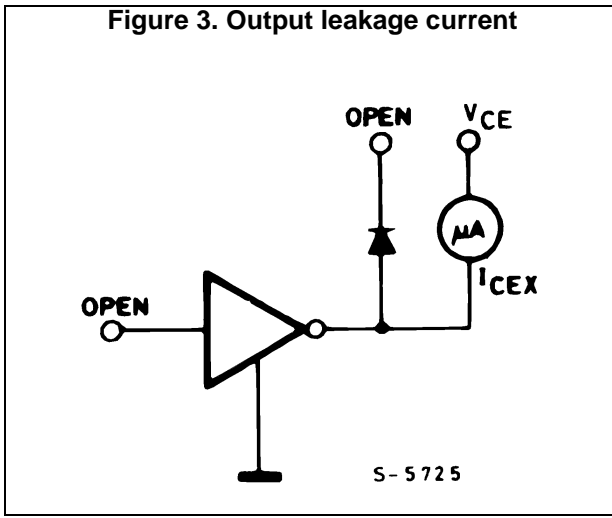 Figure 3. Output leakage current
OPEN
VCE
μA
ICEX
OPEN
S-5725